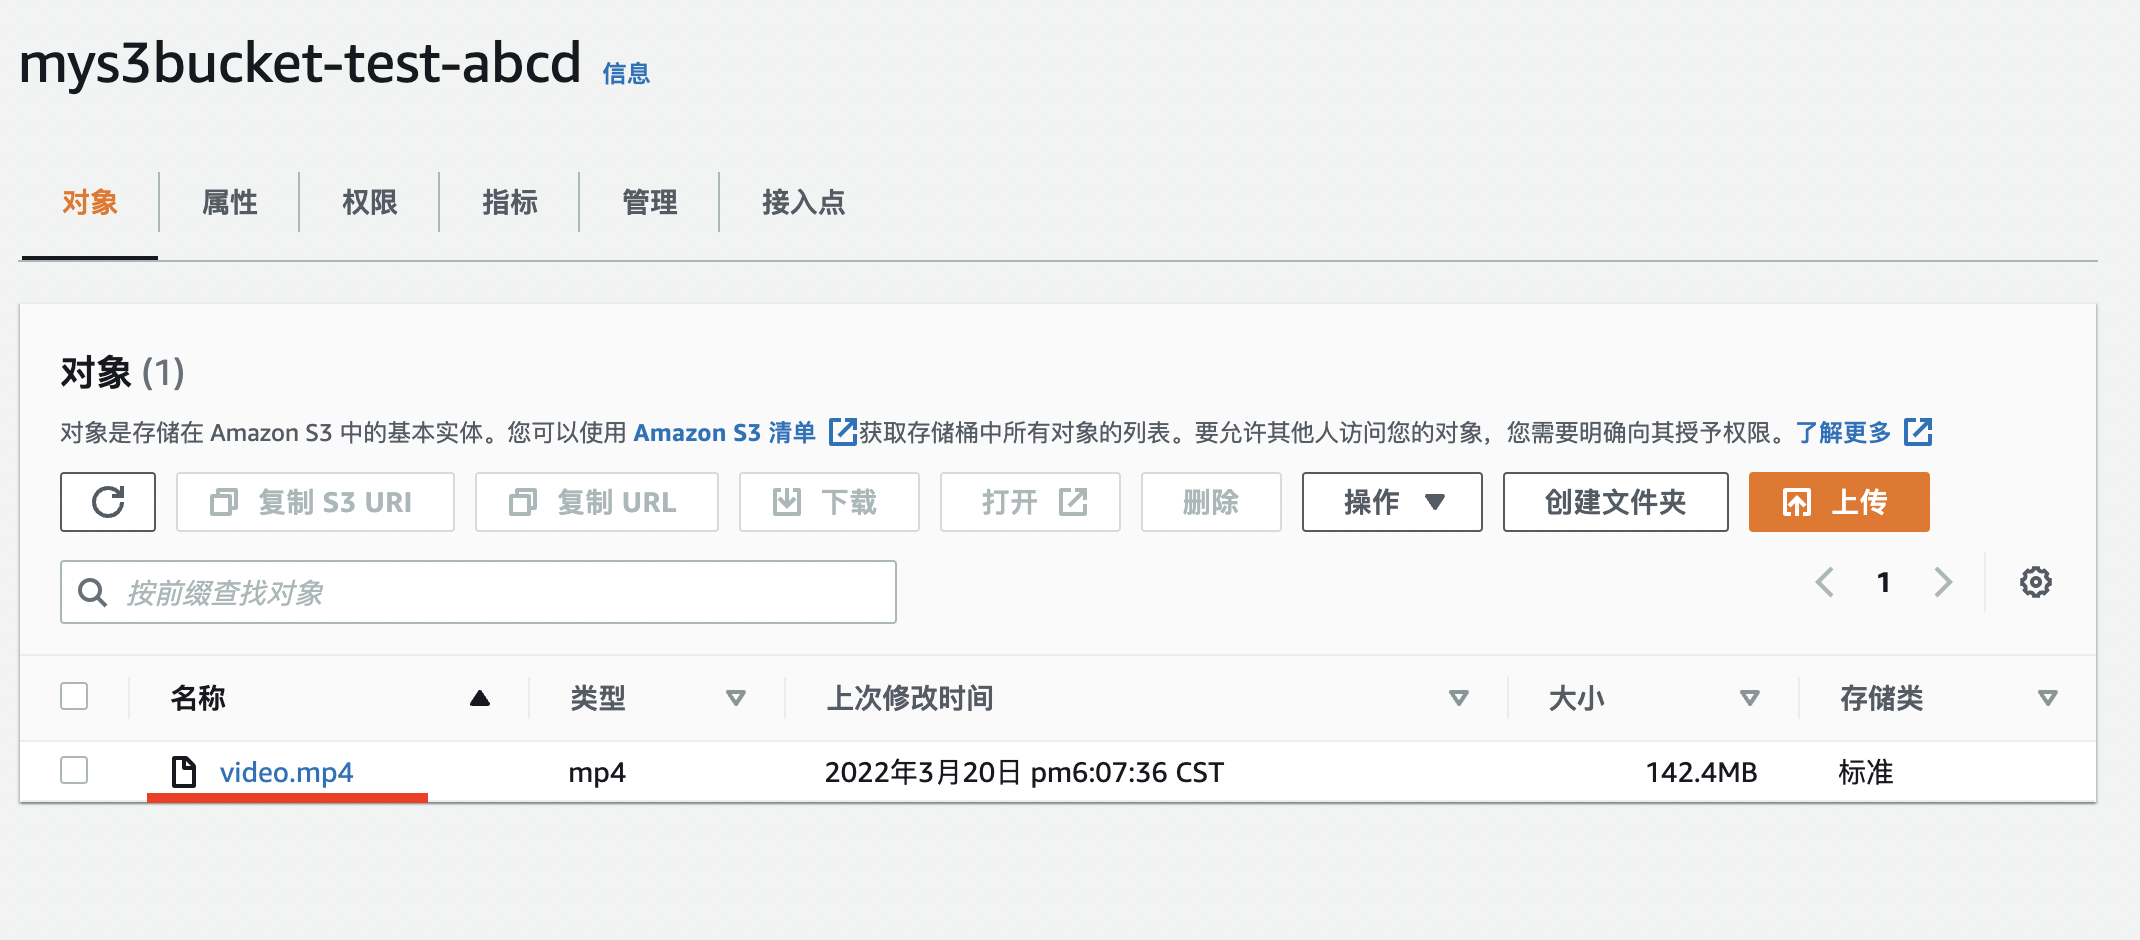 mys3bucket-test-abcd 信息
对象 属性 权限 指标 管理 接入点
对象 (1)
对象是存储在 Amazon S3 中的基本实体。您可以使用 Amazon S3 清单 获取存储桶中所有对象的列表。要允许其他人访问您的对象，您需要明确向其授予权限。了解更多
复制 S3 URI 复制 URL 下载 打开 删除 操作 创建文件夹 上传
按前缀查找对象 1
名称 类型 上次修改时间 大小 存储类
video.mp4 mp4 2022年3月20日 pm6:07:36 CST 142.4MB 标准